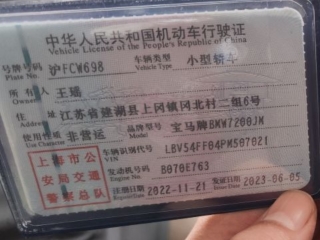 中华人民共和国机动车行驶证
Vehicle License of the People's Republic of China
号牌号码 沪FCW698 车辆类型 小型轿车
Plate No. Vehicle Type
所有人 王瑶
Owner
住址 江苏省建湖县上冈镇冈北村二组6号
使用性质 非营运 品牌型号 宝马牌BMW7200JM
上海市公 车辆识别代号 LBV54FF04PMS07021
VIN
安局交通 发动机号码 B070E763
Engine No.
警察总队 注册日期 2022-11-21 发证日期 2023-06-05
Register Date Issue Date